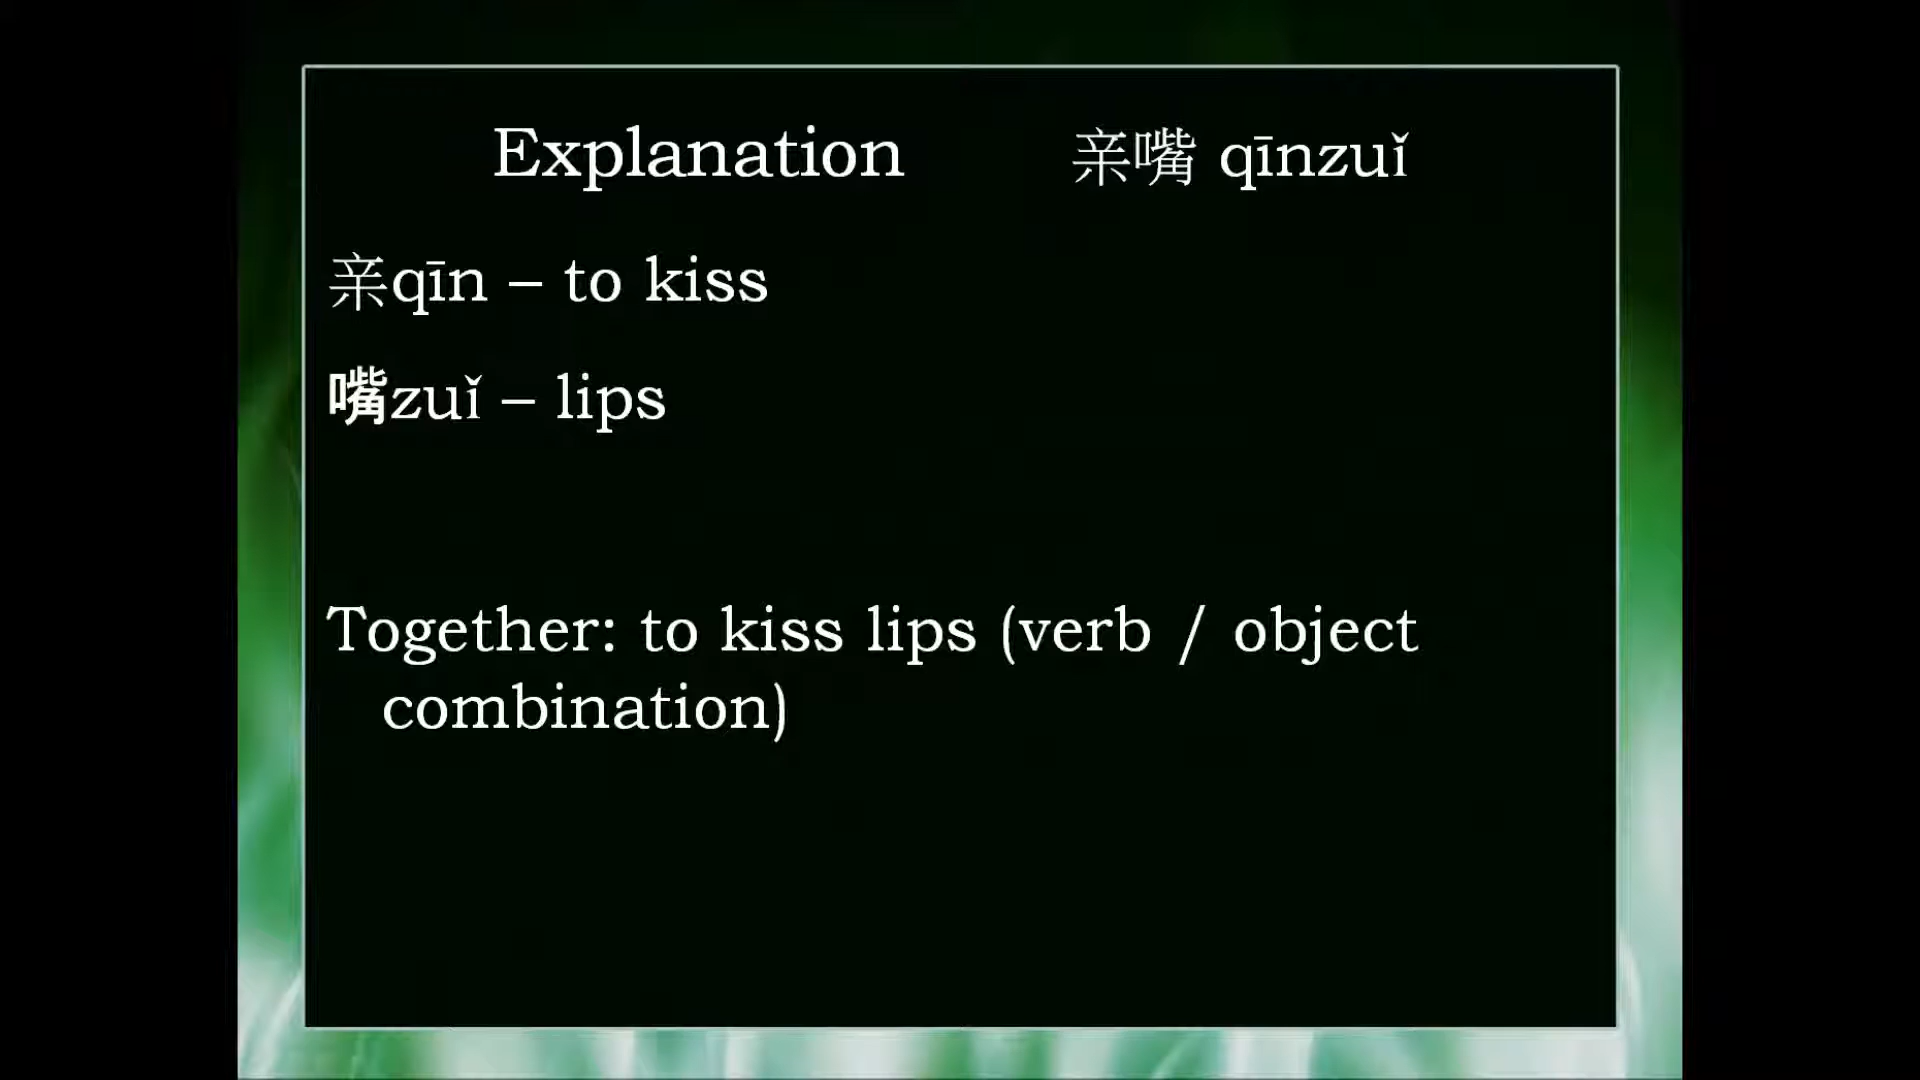 Explanation 亲嘴 qīnzuǐ
亲qīn – to kiss
嘴zuǐ – lips
Together: to kiss lips (verb / object
combination)